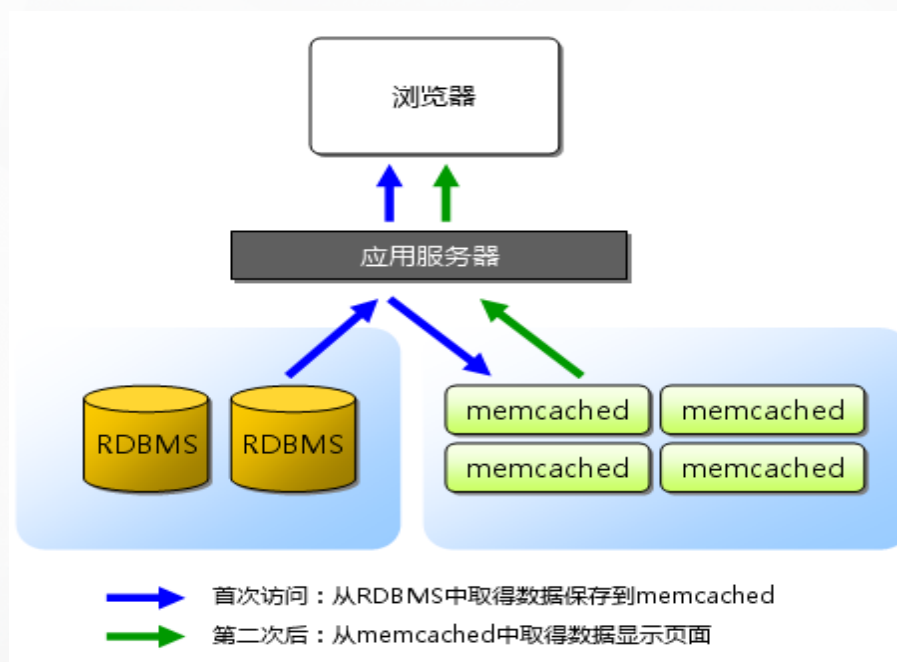 浏览器
应用服务器
RDBMS
RDBMS
memcached
memcached
memcached
memcached
首次访问：从RDBMS中取得数据保存到memcached
第二次后：从memcached中取得数据显示页面